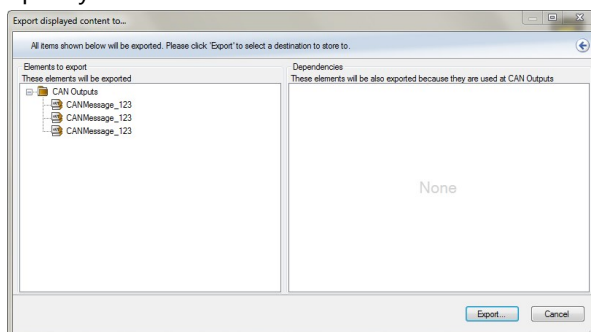 Export displayed content to...
All items shown below will be exported. Please click 'Export' to select a destination to store to.
Elements to export
These elements will be exported
CAN Outputs
CANMessage_123
CANMessage_123
CANMessage_123
Dependencies
These elements will be also exported because they are used at CAN Outputs
None
Export...
Cancel